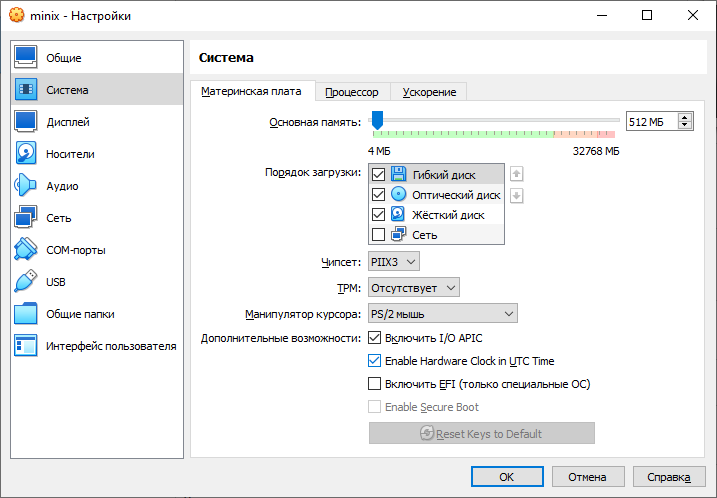 minix - Настройки
Общие
Система
Дисплей
Носители
Аудио
Сеть
COM-порты
USB
Общие папки
Интерфейс пользователя
Система
Материнская плата Процессор Ускорение
Основная память: 512 МБ
4 МБ 32768 МБ
Порядок загрузки: Гибкий диск
Оптический диск
Жёсткий диск
Сеть
Чипсет: PIIX3
TPM: Отсутствует
Манипулятор курсора: PS/2 мышь
Дополнительные возможности: Включить I/O APIC
Enable Hardware Clock in UTC Time
Включить EFI (только специальные ОС)
Enable Secure Boot
Reset Keys to Default
OK Отмена Справка